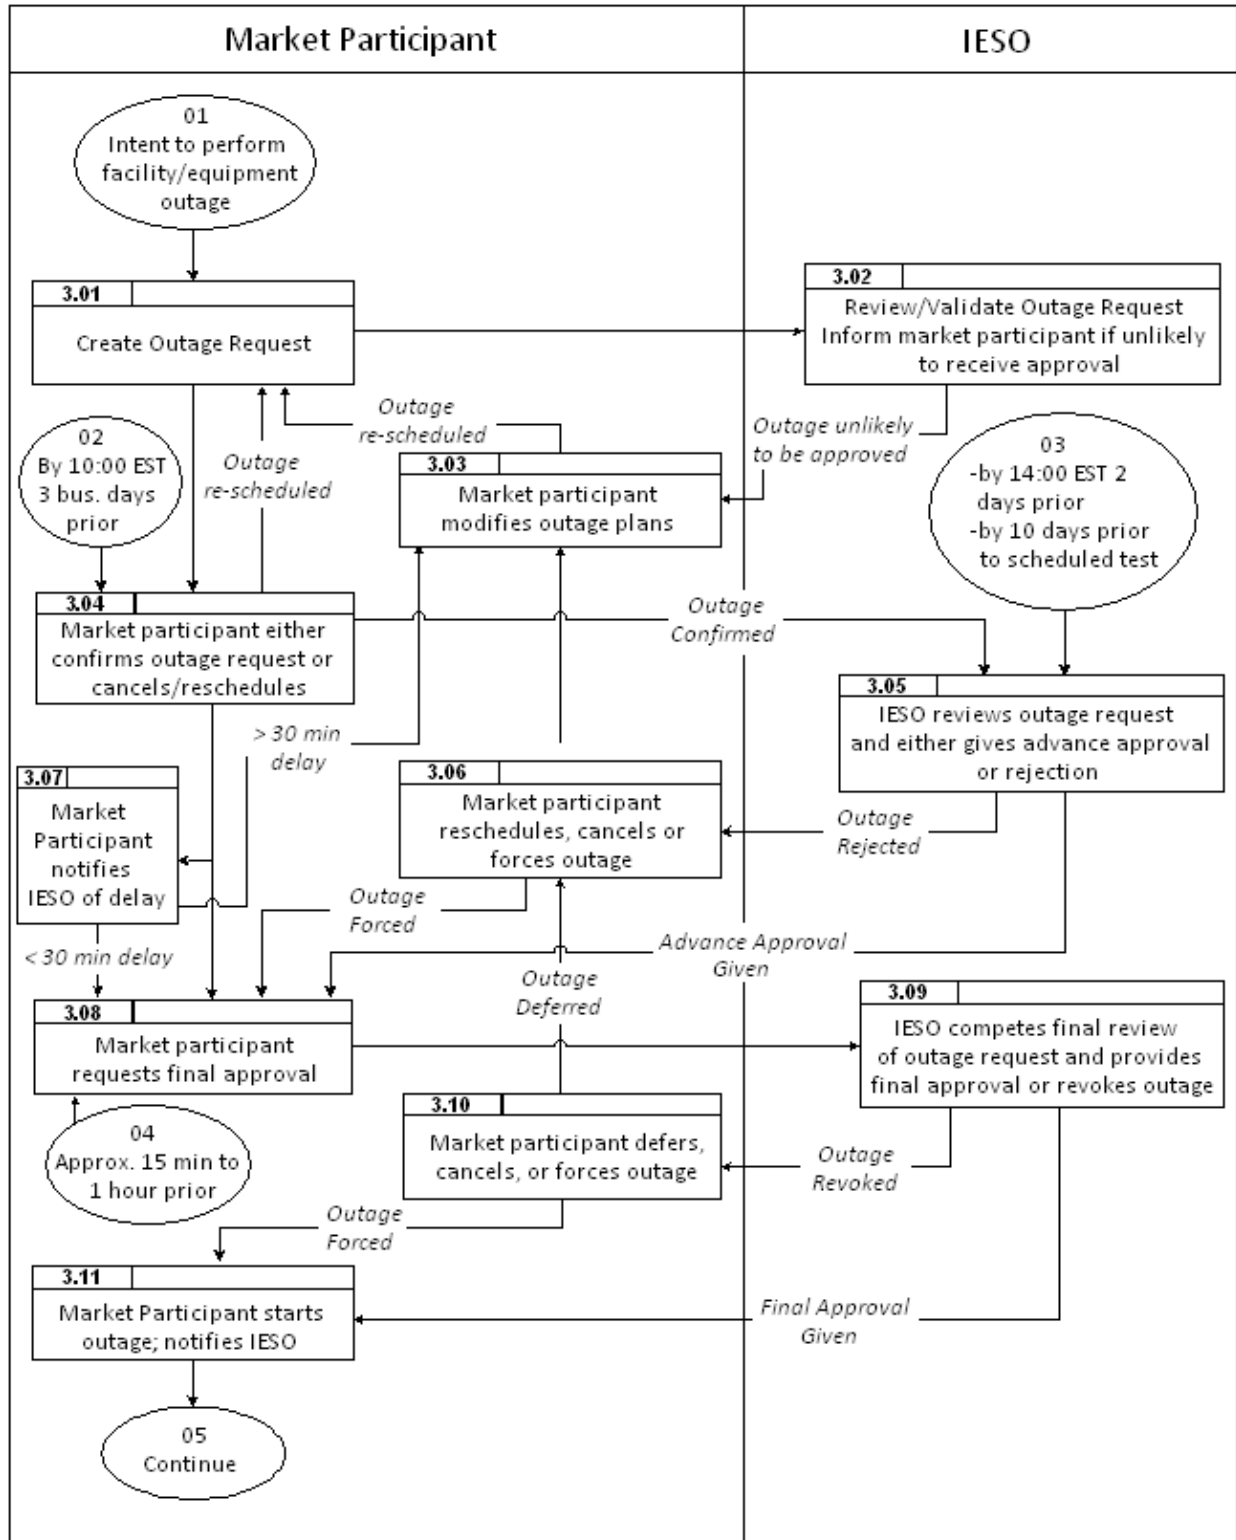 Market Participant
IESO
01
Intent to perform
facility/equipment
outage
3.01
Create Outage Request
3.02
Review/Validate Outage Request
Inform market participant if unlikely
to receive approval
Outage
re-scheduled
Outage unlikely
to be approved
02
By 10:00 EST
3 bus. days
prior
Outage
re-scheduled
3.03
Market participant
modifies outage plans
03
-by 14:00 EST 2
days prior
-by 10 days prior
to scheduled test
3.04
Market participant either
confirms outage request or
cancels/reschedules
Outage
Confirmed
3.05
IESO reviews outage request
and either gives advance approval
or rejection
> 30 min
delay
3.07
Market
Participant
notifies
IESO of delay
3.06
Market participant
reschedules, cancels or
forces outage
Outage
Rejected
Outage
Forced
< 30 min delay
Advance Approval
Given
Outage
Deferred
3.08
Market participant
requests final approval
3.09
IESO competes final review
of outage request and provides
final approval or revokes outage
04
Approx. 15 min to
1 hour prior
3.10
Market participant defers,
cancels, or forces outage
Outage
Revoked
Outage
Forced
3.11
Market Participant starts
outage; notifies IESO
Final Approval
Given
05
Continue